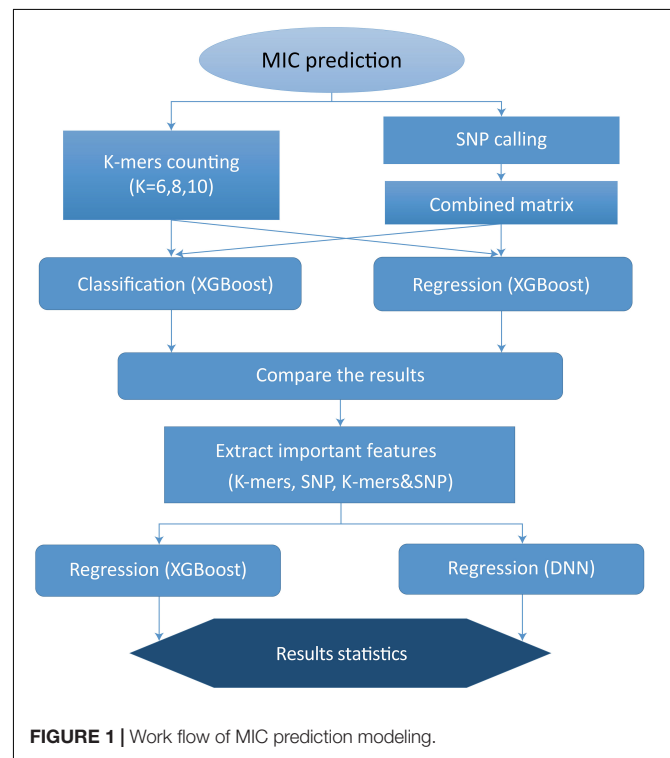 MIC prediction
K-mers counting
(K=6,8,10)
SNP calling
Combined matrix
Classification (XGBoost)
Regression (XGBoost)
Compare the results
Extract important features
(K-mers, SNP, K-mers&SNP)
Regression (XGBoost)
Regression (DNN)
Results statistics
FIGURE 1 | Work flow of MIC prediction modeling.